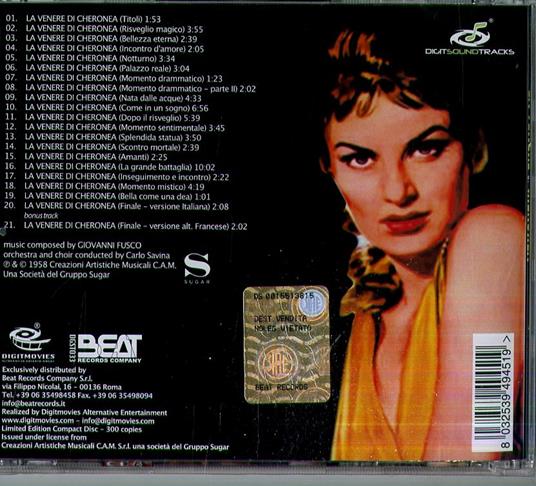 01. LA VENERE DI CHERONEA (Titoli) 1:53
02. LA VENERE DI CHERONEA (Risveglio magico) 3:55
03. LA VENERE DI CHERONEA (Bellezza eterna) 2:39
04. LA VENERE DI CHERONEA (Incontro d'amore) 2:05
05. LA VENERE DI CHERONEA (Notturno) 3:34
06. LA VENERE DI CHERONEA (Palazzo reale) 3:04
07. LA VENERE DI CHERONEA (Momento drammatico) 1:23
08. LA VENERE DI CHERONEA (Momento drammatico – parte II) 2:02
09. LA VENERE DI CHERONEA (Nata dalle acque) 4:33
10. LA VENERE DI CHERONEA (Come in un sogno) 6:56
11. LA VENERE DI CHERONEA (Dopo il risveglio) 5:39
12. LA VENERE DI CHERONEA (Momento sentimentale) 3:45
13. LA VENERE DI CHERONEA (Splendida statua) 3:50
14. LA VENERE DI CHERONEA (Scontro mortale) 2:39
15. LA VENERE DI CHERONEA (Amanti) 2:25
16. LA VENERE DI CHERONEA (La grande battaglia) 10:02
17. LA VENERE DI CHERONEA (Inseguimento e incontro) 2:22
18. LA VENERE DI CHERONEA (Momento mistico) 4:19
19. LA VENERE DI CHERONEA (Bella come una dea) 1:01
20. LA VENERE DI CHERONEA (Finale – versione Italiana) 2:08
bonus track
21. LA VENERE DI CHERONEA (Finale – versione alt. Francese) 2:02
music composed by GIOVANNI FUSCO
orchestra and choir conducted by Carlo Savina
℗ & © 1958 Creazioni Artistiche Musicali C.A.M.
Una Società del Gruppo Sugar
S
SUGAR
DIGITSOUNDTRACKS
DIGITMOVIES
DGST033
BEAT
RECORDS COMPANY
Exclusively distributed by
Beat Records Company S.r.l.
via Filippo Nicolai, 16 – 00136 Roma
Tel. +39 06 35498458 Fax. +39 06 35498094
info@beatrecords.it
Realized by Digitmovies Alternative Entertainment
www.digitmovies.com – info@digitmovies.com
Limited Edition Compact Disc – 300 copies
Issued under license from
Creazioni Artistiche Musicali C.A.M. S.r.l. una società del Gruppo Sugar
DEST.VENDITA
NOLEG VIETATO
BEAT RECORDS
8 032539 494519 >